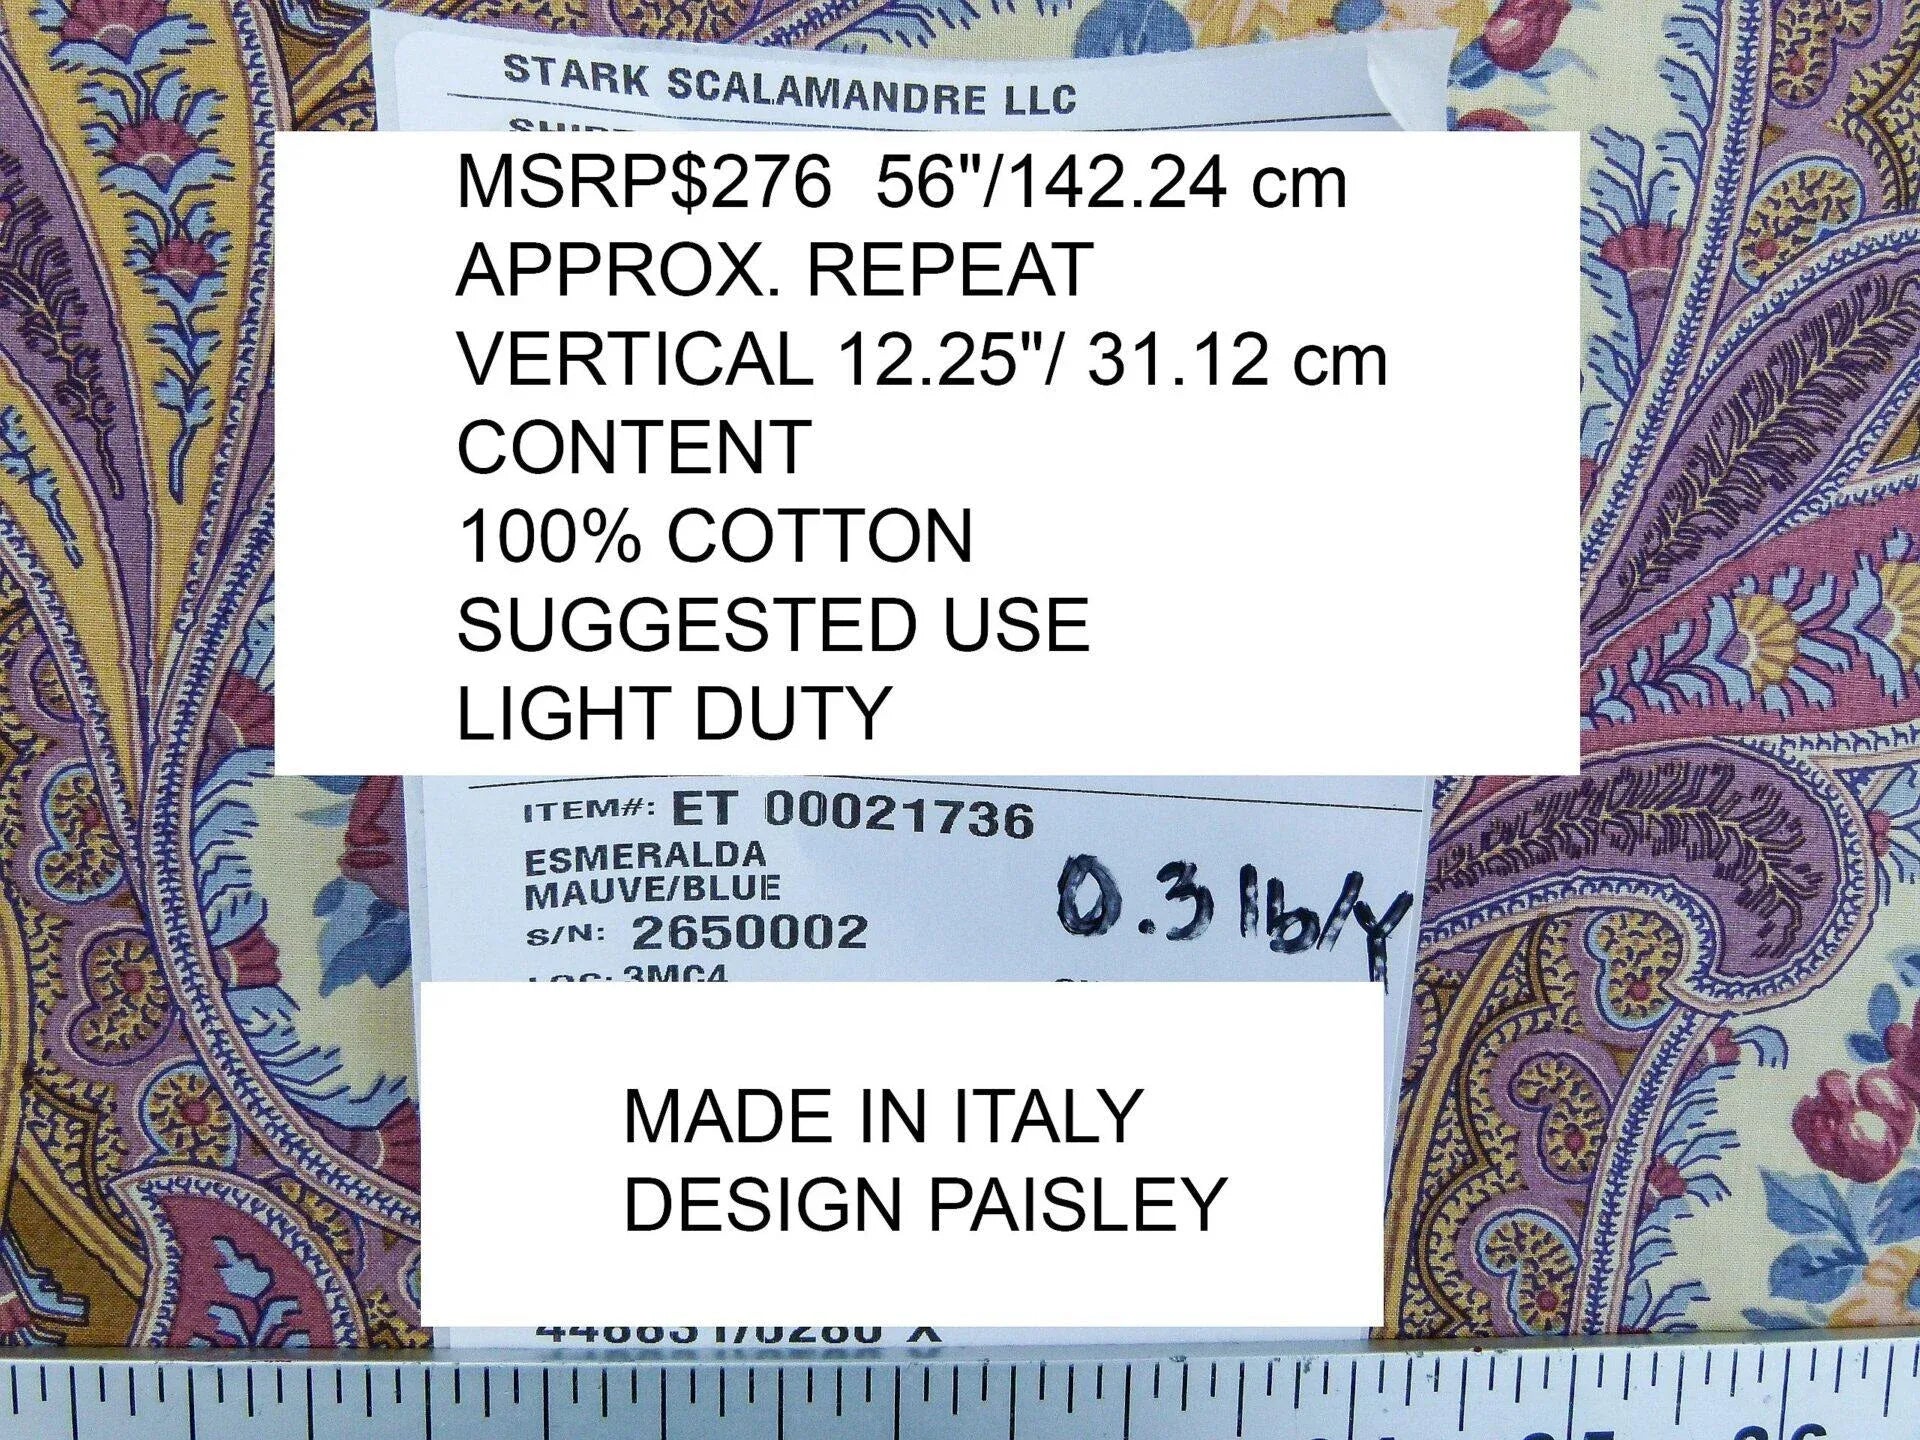 STARK SCALAMANDRE LLC
MSRP$276 56"/142.24 cm
APPROX. REPEAT
VERTICAL 12.25"/ 31.12 cm
CONTENT
100% COTTON
SUGGESTED USE
LIGHT DUTY
ITEM#: ET 00021736
ESMERALDA
MAUVE/BLUE
0.3 lb/Y
S/N: 2650002
LOC: 3MC4
MADE IN ITALY
DESIGN PAISLEY